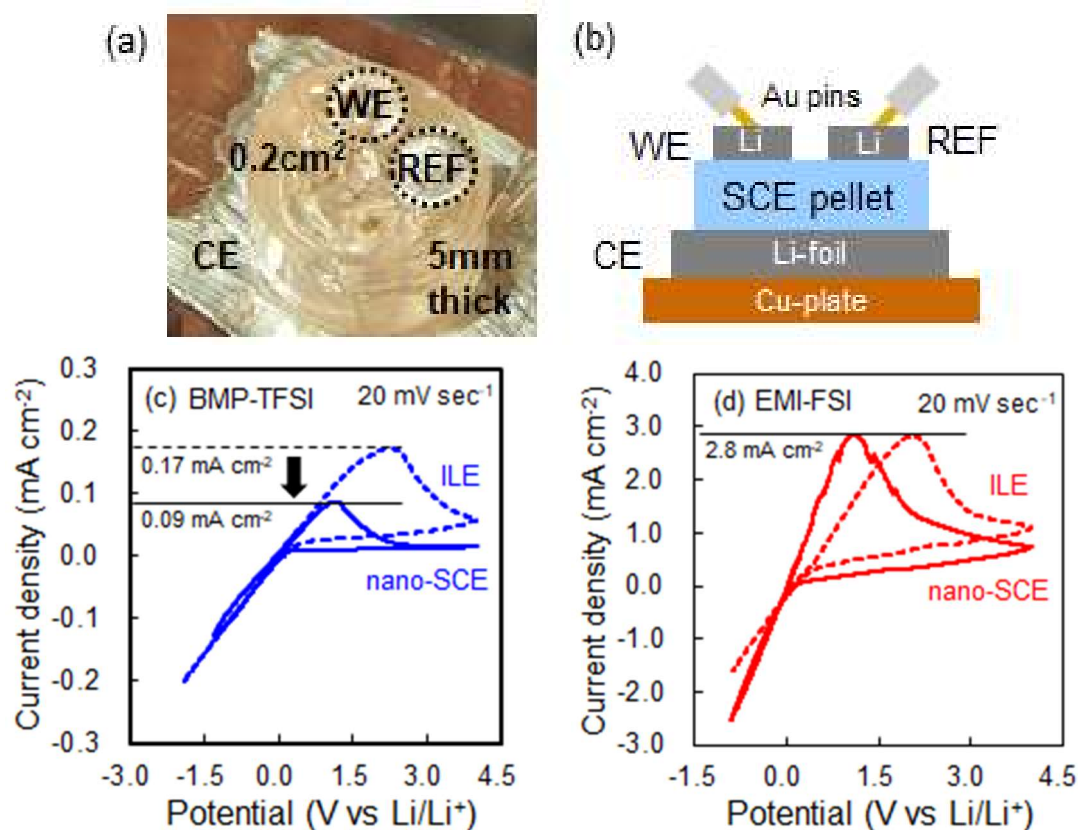 (a)
WE
0.2cm²
REF
CE
5mm
thick
(b)
Au pins
WE
Li
Li
REF
SCE pellet
CE
Li-foil
Cu-plate
Current density (mA cm⁻²)
0.3
0.2
0.1
0.0
-0.1
-0.2
-0.3
(c) BMP-TFSI
20 mV sec⁻¹
0.17 mA cm⁻²
ILE
0.09 mA cm⁻²
nano-SCE
-3.0 -1.5 0.0 1.5 3.0 4.5
Potential (V vs Li/Li⁺)
Current density (mA cm⁻²)
4.0
3.0
2.0
1.0
0.0
-1.0
-2.0
-3.0
(d) EMI-FSI
20 mV sec⁻¹
2.8 mA cm⁻²
ILE
nano-SCE
-1.5 0.0 1.5 3.0 4.5
Potential (V vs Li/Li⁺)